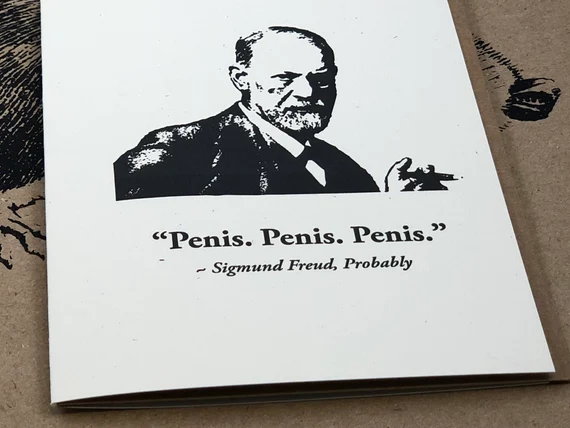 “Penis. Penis. Penis.”
~ Sigmund Freud, Probably